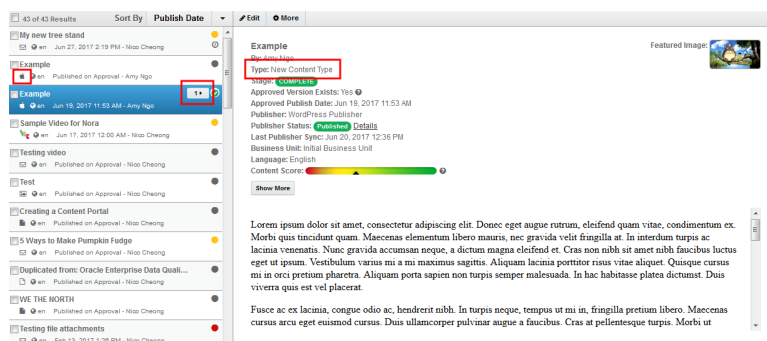 43 of 43 Results Sort By Publish Date
Edit More
My new tree stand
en Jun 27, 2017 2:19 PM - Nico Cheong
Example
en Published on Approval - Amy Ngo
Example
1
en Jun 19, 2017 11:53 AM - Amy Ngo
Sample Video for Nora
en Jun 17, 2017 12:00 AM - Nico Cheong
Testing video
en Published on Approval - Nico Cheong
Test
en Published on Approval - Nico Cheong
Creating a Content Portal
en Published on Approval - Nico Cheong
5 Ways to Make Pumpkin Fudge
en Published on Approval - Nico Cheong
Duplicated from: Oracle Enterprise Data Quali...
en Published on Approval - Nico Cheong
WE THE NORTH
en Published on Approval - Nico Cheong
Testing file attachments
en Feb 13, 2017 1:26 PM - Nico Cheong
Example
Featured Image:
By: Amy Ngo
Type: New Content Type
Stage: COMPLETE
Approved Version Exists: Yes
Approved Publish Date: Jun 19, 2017 11:53 AM
Publisher: WordPress Publisher
Publisher Status: Published Details
Last Publisher Sync: Jun 20, 2017 12:36 PM
Business Unit: Initial Business Unit
Language: English
Content Score:
Show More
Lorem ipsum dolor sit amet, consectetur adipiscing elit. Donec eget augue rutrum, eleifend quam vitae, condimentum ex.
Morbi quis tincidunt quam. Maecenas elementum libero mauris, nec gravida velit fringilla at. In interdum turpis ac
lacinia venenatis. Nunc gravida accumsan neque, a dictum magna eleifend et. Cras non nibh sit amet nibh faucibus luctus
eget ut ipsum. Vestibulum varius mi a mi maximus sagittis. Aliquam lacinia porttitor risus vitae aliquet. Quisque cursus
mi in orci pretium pharetra. Aliquam porta sapien non turpis semper malesuada. In hac habitasse platea dictumst. Duis
viverra quis est vel placerat.
Fusce ac ex lacinia, congue odio ac, hendrerit nibh. In turpis neque, tempus ut mi in, fringilla pretium libero. Maecenas
cursus arcu eget euismod cursus. Duis ullamcorper pulvinar augue a faucibus. Cras at pellentesque turpis. Morbi ut